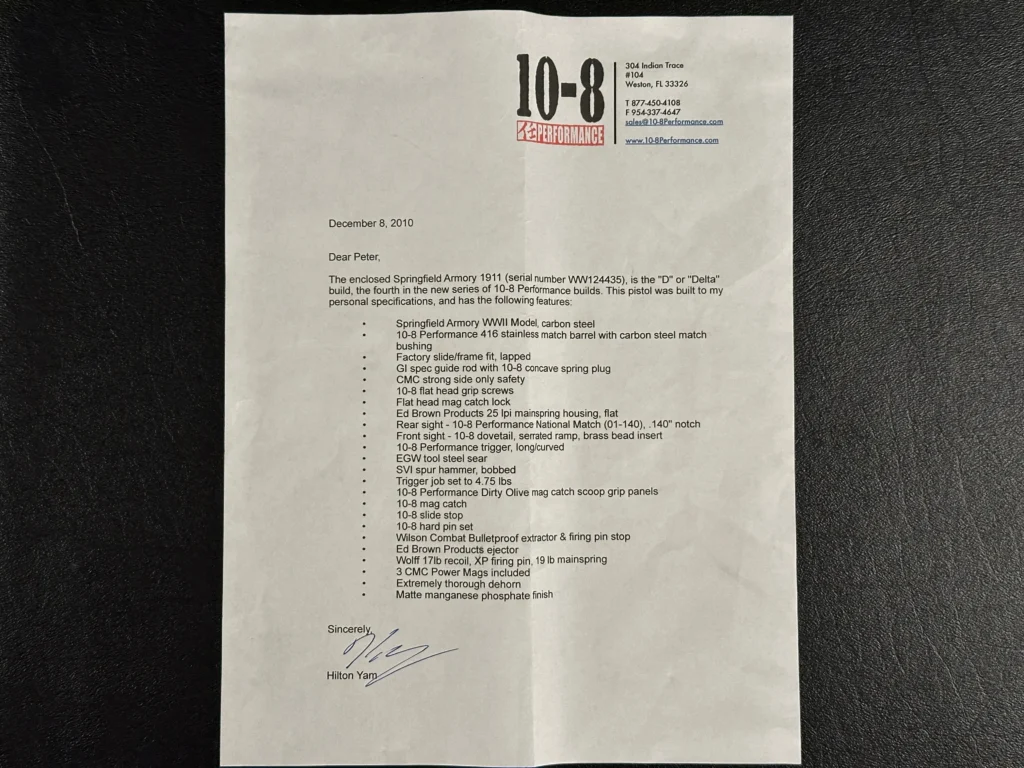 10-8
PERFORMANCE
304 Indian Trace
#104
Weston, FL 33326
T 877-450-4108
F 954-337-4647
sales@10-8Performance.com
www.10-8Performance.com
December 8, 2010
Dear Peter,
The enclosed Springfield Armory 1911 (serial number WW124435), is the "D" or "Delta"
build, the fourth in the new series of 10-8 Performance builds. This pistol was built to my
personal specifications, and has the following features:
• Springfield Armory WWII Model, carbon steel
• 10-8 Performance 416 stainless match barrel with carbon steel match
bushing
• Factory slide/frame fit, lapped
• GI spec guide rod with 10-8 concave spring plug
• CMC strong side only safety
• 10-8 flat head grip screws
• Flat head mag catch lock
• Ed Brown Products 25 lpi mainspring housing, flat
• Rear sight - 10-8 Performance National Match (01-140), .140" notch
• Front sight - 10-8 dovetail, serrated ramp, brass bead insert
• 10-8 Performance trigger, long/curved
• EGW tool steel sear
• SVI spur hammer, bobbed
• Trigger job set to 4.75 lbs
• 10-8 Performance Dirty Olive mag catch scoop grip panels
• 10-8 mag catch
• 10-8 slide stop
• 10-8 hard pin set
• Wilson Combat Bulletproof extractor & firing pin stop
• Ed Brown Products ejector
• Wolff 17lb recoil, XP firing pin, 19 lb mainspring
• 3 CMC Power Mags included
• Extremely thorough dehorn
• Matte manganese phosphate finish
Sincerely,
Hilton Yam